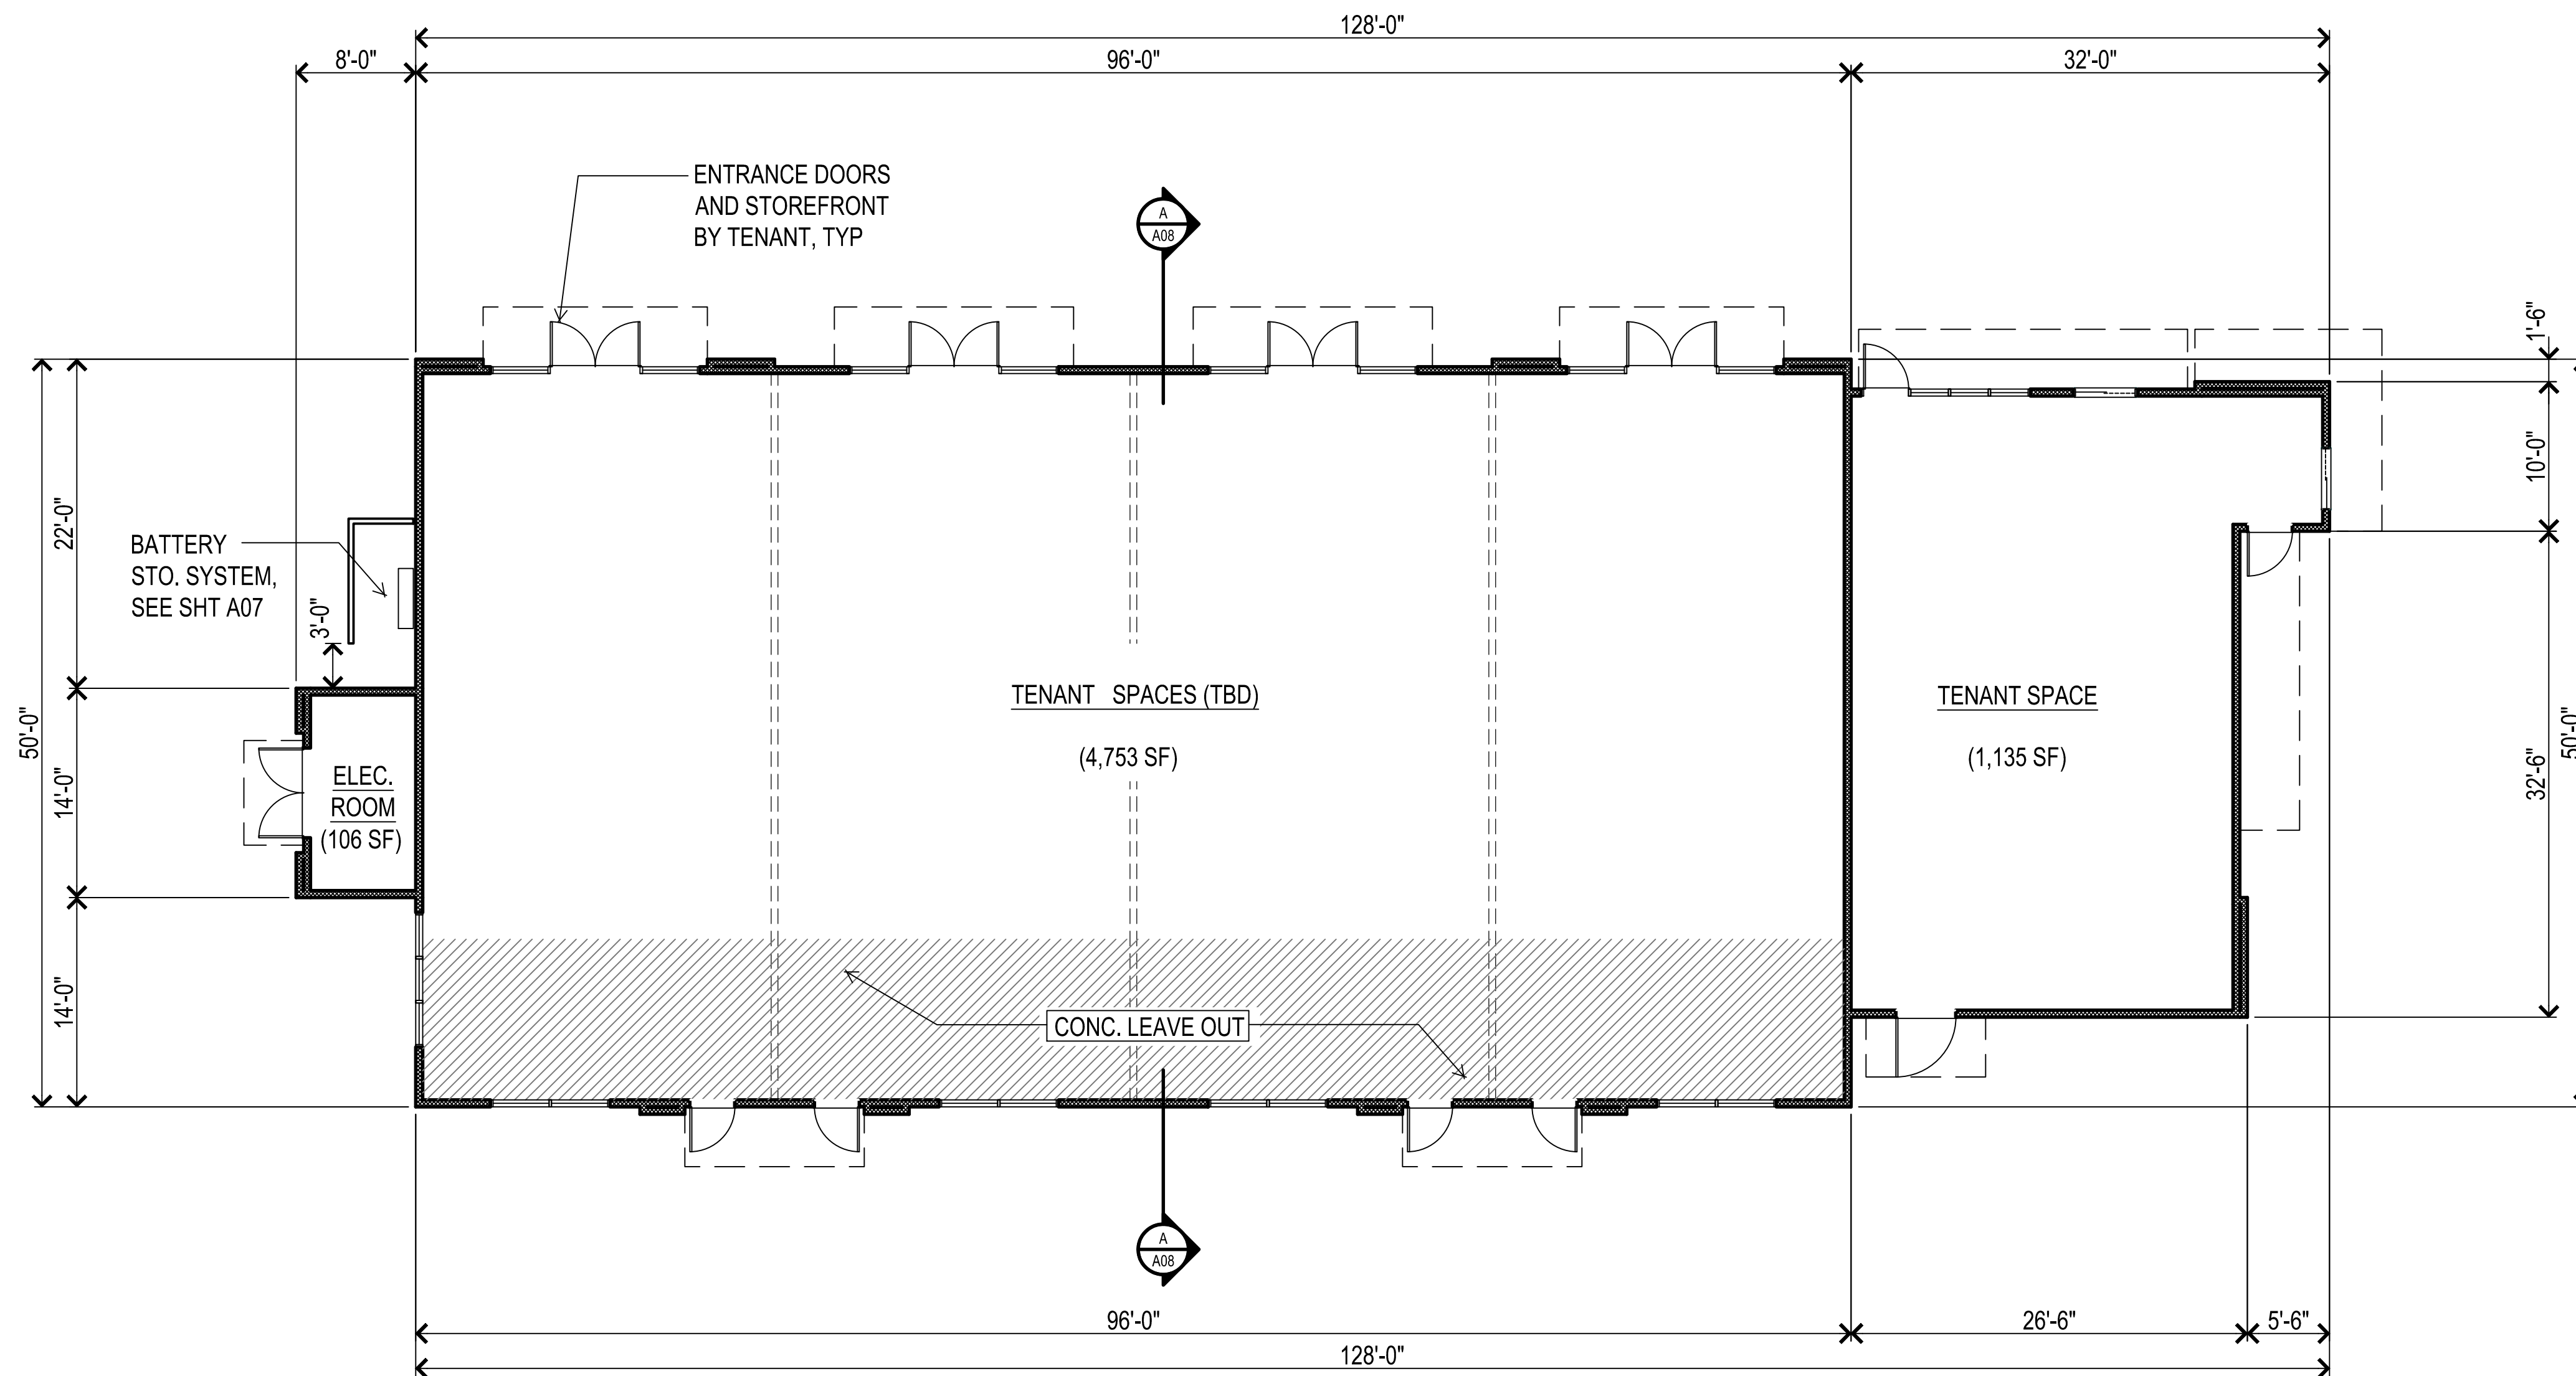 128'-0"
8'-0"
96'-0"
32'-0"
ENTRANCE DOORS
AND STOREFRONT
BY TENANT, TYP
A
A08
1'-6"
10'-0"
22'-0"
BATTERY
STO. SYSTEM,
SEE SHT A07
3'-0"
TENANT SPACES (TBD)
(4,753 SF)
TENANT SPACE
(1,135 SF)
50'-0"
14'-0"
ELEC.
ROOM
(106 SF)
32'-6"
50'-0"
14'-0"
CONC. LEAVE OUT
A
A08
96'-0"
26'-6"
5'-6"
128'-0"